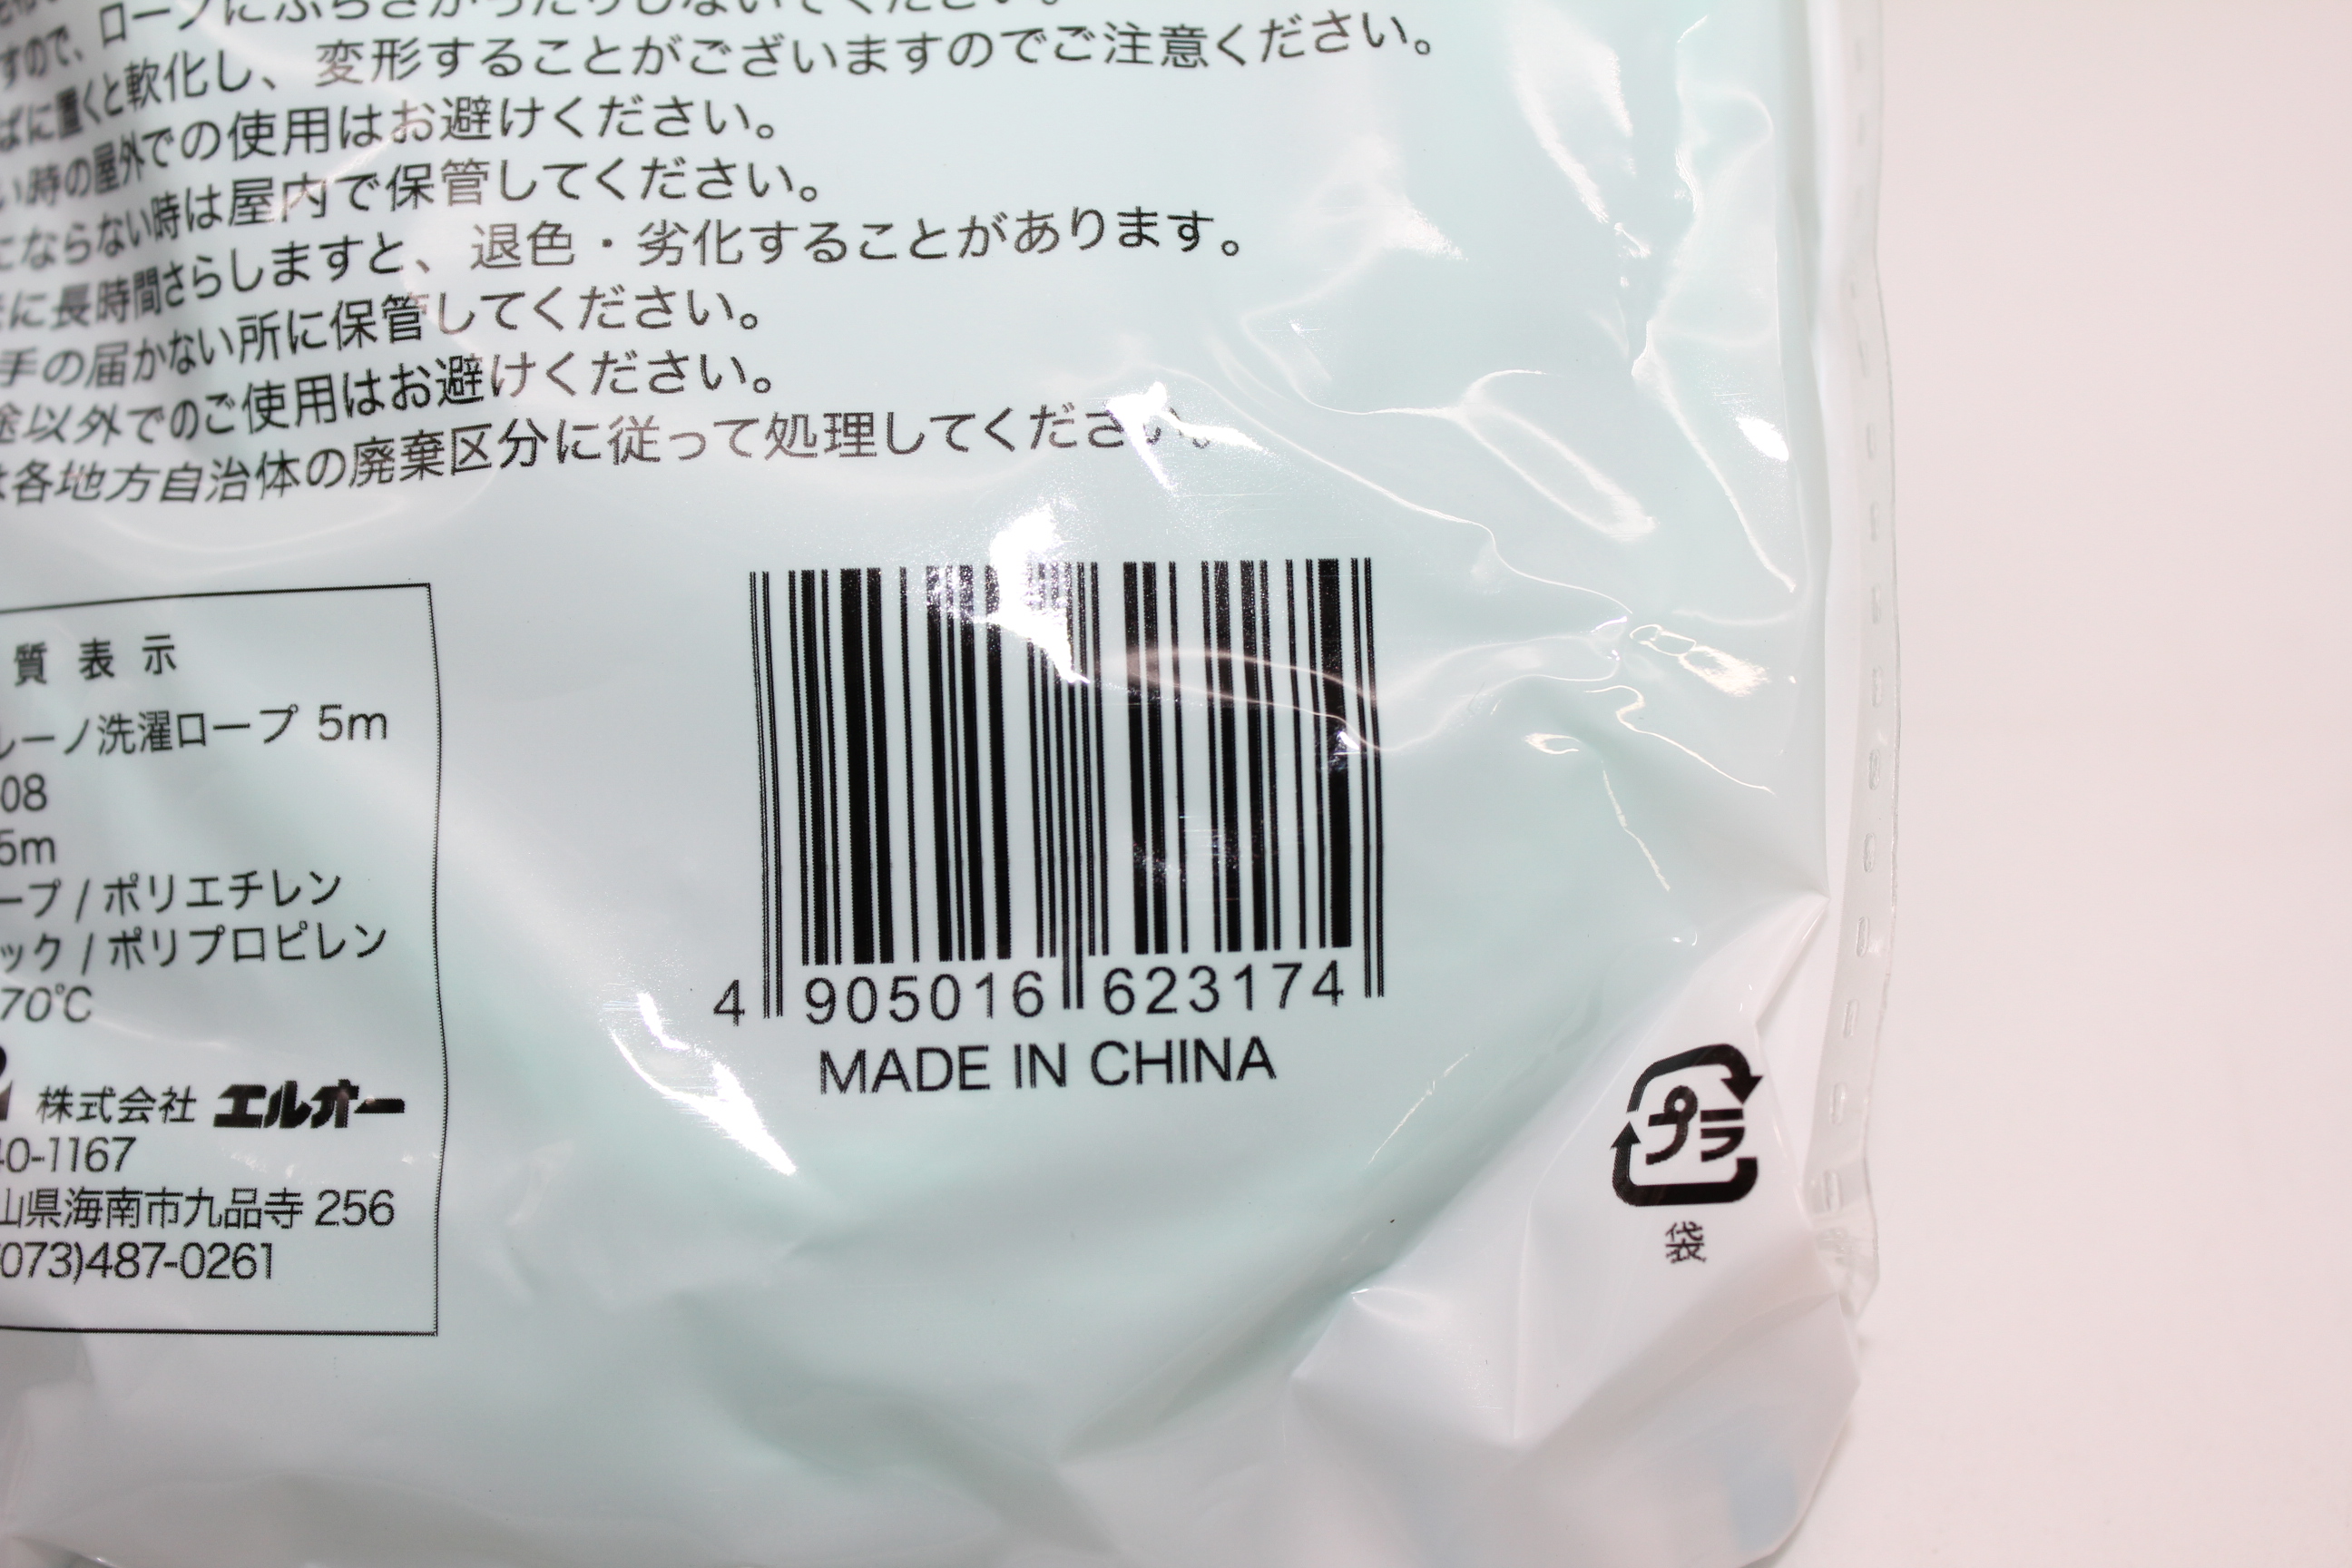 ロープにぶらさがったりしないでください。
すので、変形することがございますのでご注意ください。
ばに置くと軟化し、
い時の屋外での使用はお避けください。
にならない時は屋内で保管してください。
に長時間さらしますと、退色・劣化することがあります。
手の届かない所に保管してください。
途以外でのご使用はお避けください。
は各地方自治体の廃棄区分に従って処理してください。
質表示
レーノ洗濯ロープ 5m
08
5m
ープ / ポリエチレン
ック / ポリプロピレン
70℃
株式会社 エルオー
40-1167
山県海南市九品寺 256
(073)487-0261
4 905016 623174
MADE IN CHINA
プラ
袋